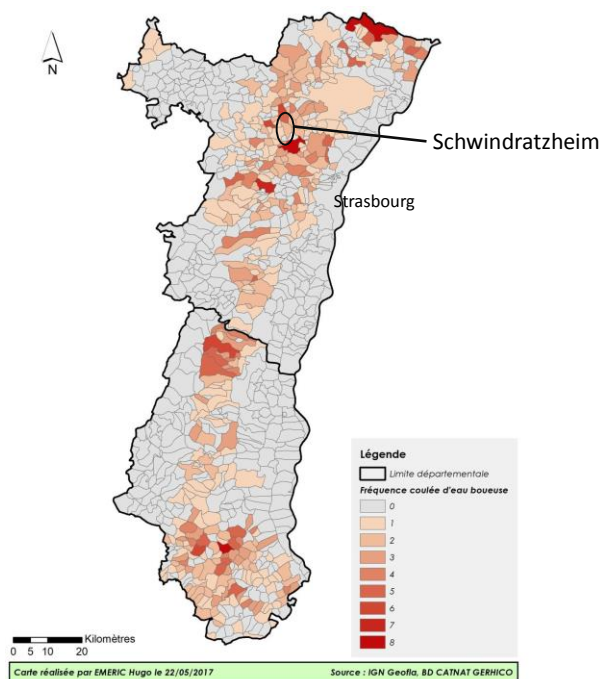 N
Schwindratzheim
Strasbourg
Légende
Limite départementale
Fréquence coulée d'eau boueuse
0
1
2
3
4
5
6
7
8
Kilomètres
0 5 10 20
Carte réalisée par EMERIC Hugo le 22/05/2017 Source : IGN Geofla, BD CATNAT GERHICO